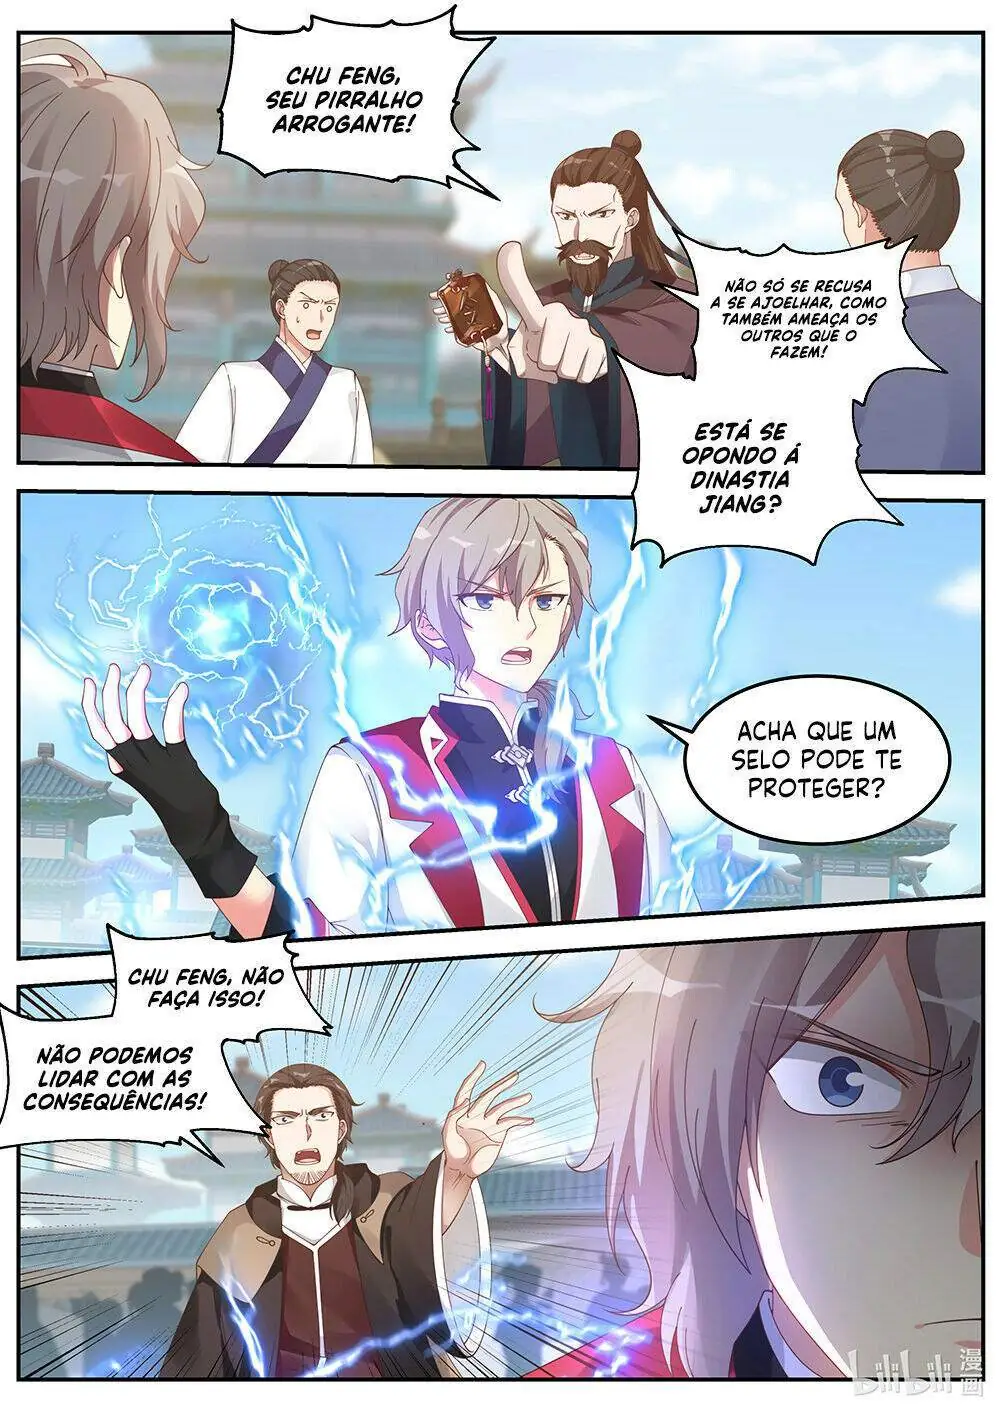 CHU FENG,
SEU PIRRALHO
ARROGANTE!
NÃO SÓ SE RECUSA
A SE AJOELHAR, COMO
TAMBÉM AMEAÇA OS
OUTROS QUE O
FAZEM!
ESTÁ SE
OPONDO Á
DINASTIA
JIANG?
ACHA QUE UM
SELO PODE TE
PROTEGER?
CHU FENG, NÃO
FAÇA ISSO!
NÃO PODEMOS
LIDAR COM AS
CONSEQUÊNCIAS!
bilibili 漫画